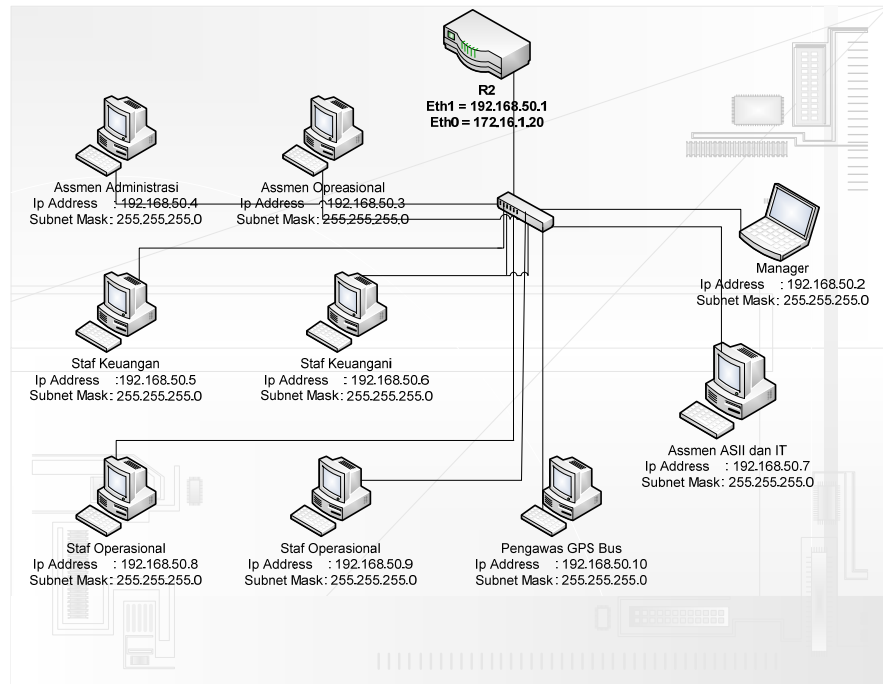 R2
Eth1 = 192.168.50.1
Eth0 = 172.16.1.20
Assmen Administrasi
Ip Address : 192.168.50.4
Subnet Mask: 255.255.255.0
Assmen Opreasional
Ip Address : 192.168.50.3
Subnet Mask: 255.255.255.0
Manager
Ip Address : 192.168.50.2
Subnet Mask: 255.255.255.0
Staf Keuangan
Ip Address :192.168.50.5
Subnet Mask: 255.255.255.0
Staf Keuangani
Ip Address : 192.168.50.6
Subnet Mask: 255.255.255.0
Assmen ASII dan IT
Ip Address : 192.168.50.7
Subnet Mask: 255.255.255.0
Staf Operasional
Ip Address : 192.168.50.8
Subnet Mask: 255.255.255.0
Staf Operasional
Ip Address : 192.168.50.9
Subnet Mask: 255.255.255.0
Pengawas GPS Bus
Ip Address : 192.168.50.10
Subnet Mask: 255.255.255.0